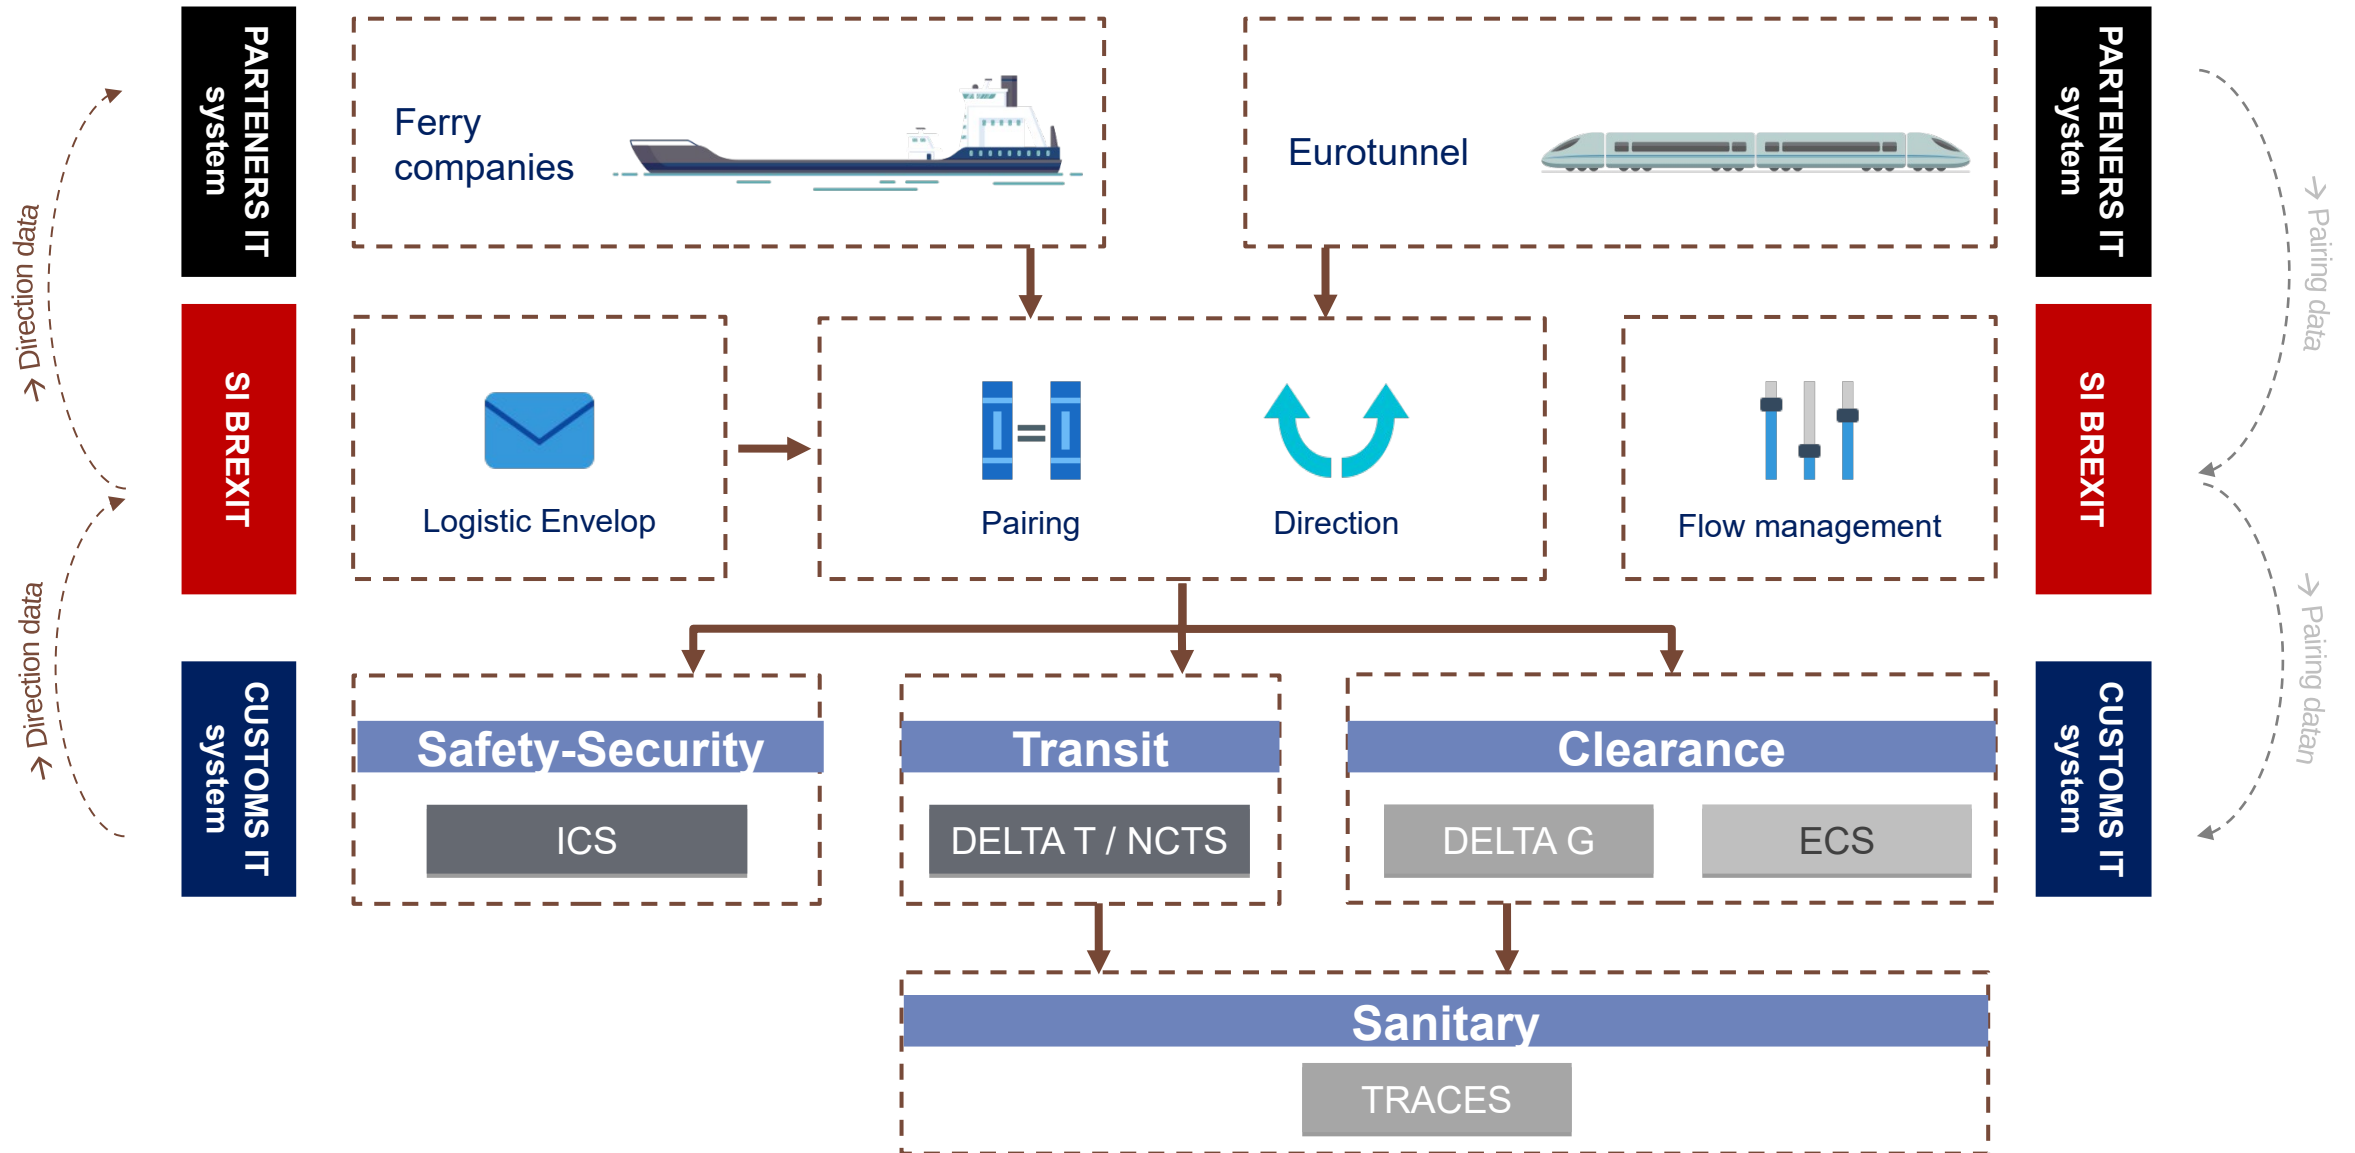 PARTENERS IT
system
Ferry
companies
Eurotunnel
PARTENERS IT
system
→ Direction data
→ Pairing data
SI BREXIT
Logistic Envelop
Pairing
Direction
Flow management
SI BREXIT
→ Direction data
→ Pairing datan
CUSTOMS IT
system
Safety-Security
ICS
Transit
DELTA T / NCTS
Clearance
DELTA G
ECS
CUSTOMS IT
system
Sanitary
TRACES